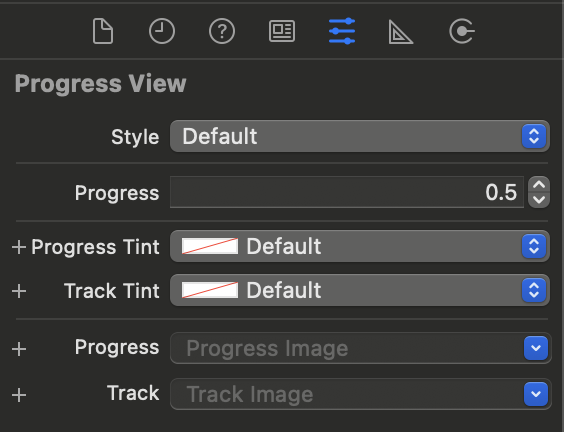 Progress View
Style Default
Progress 0.5
+ Progress Tint Default
+ Track Tint Default
+ Progress Progress Image
+ Track Track Image